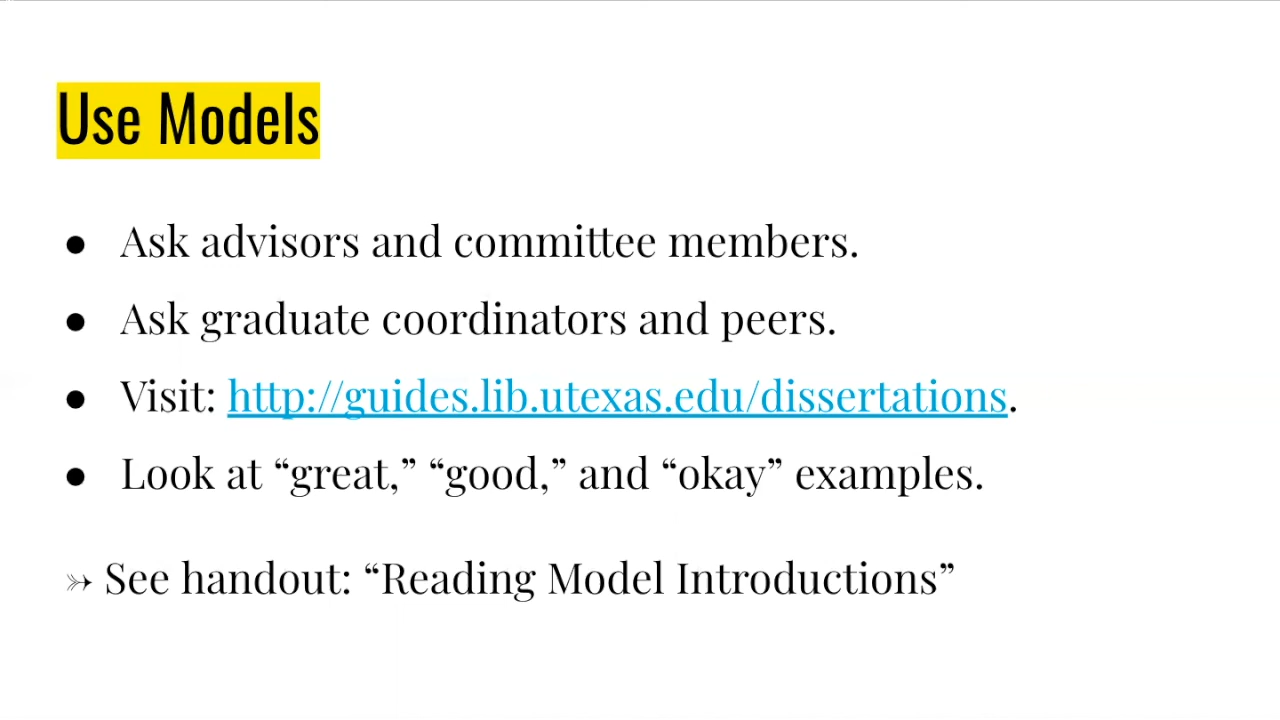 Use Models
● Ask advisors and committee members.
● Ask graduate coordinators and peers.
● Visit: http://guides.lib.utexas.edu/dissertations.
● Look at “great,” “good,” and “okay” examples.
⤖ See handout: “Reading Model Introductions”